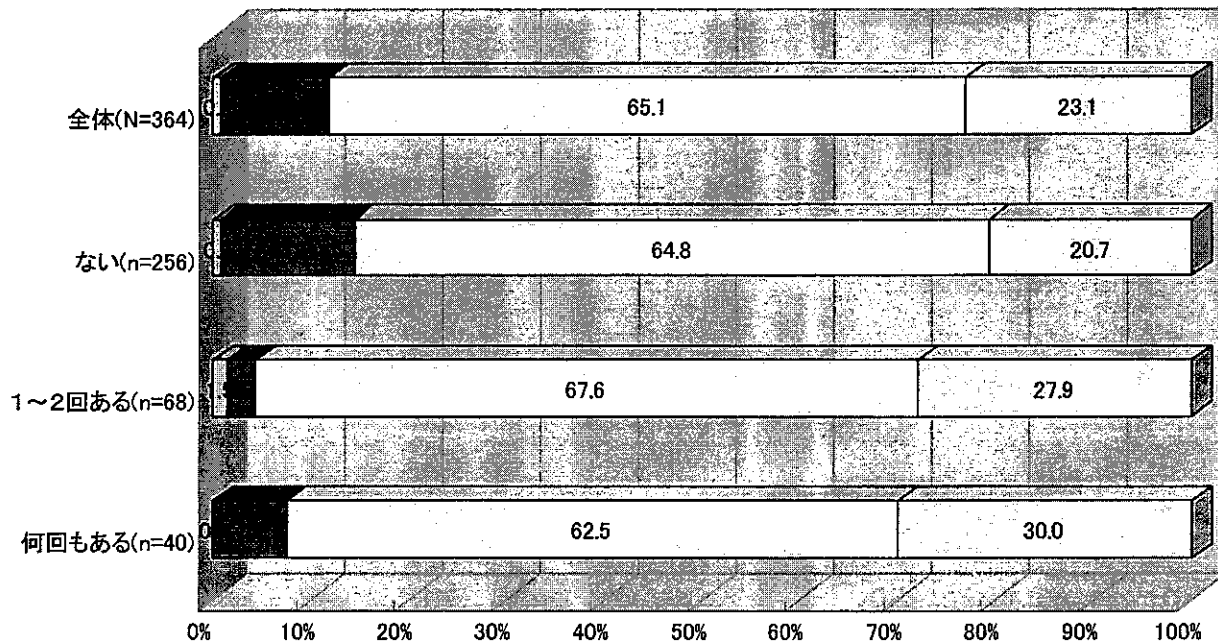 全体(N=364) 65.1 23.1
ない(n=256) 64.8 20.7
1～2回ある(n=68) 67.6 27.9
何回もある(n=40) 62.5 30.0
0% 10% 20% 30% 40% 50% 60% 70% 80% 90% 100%